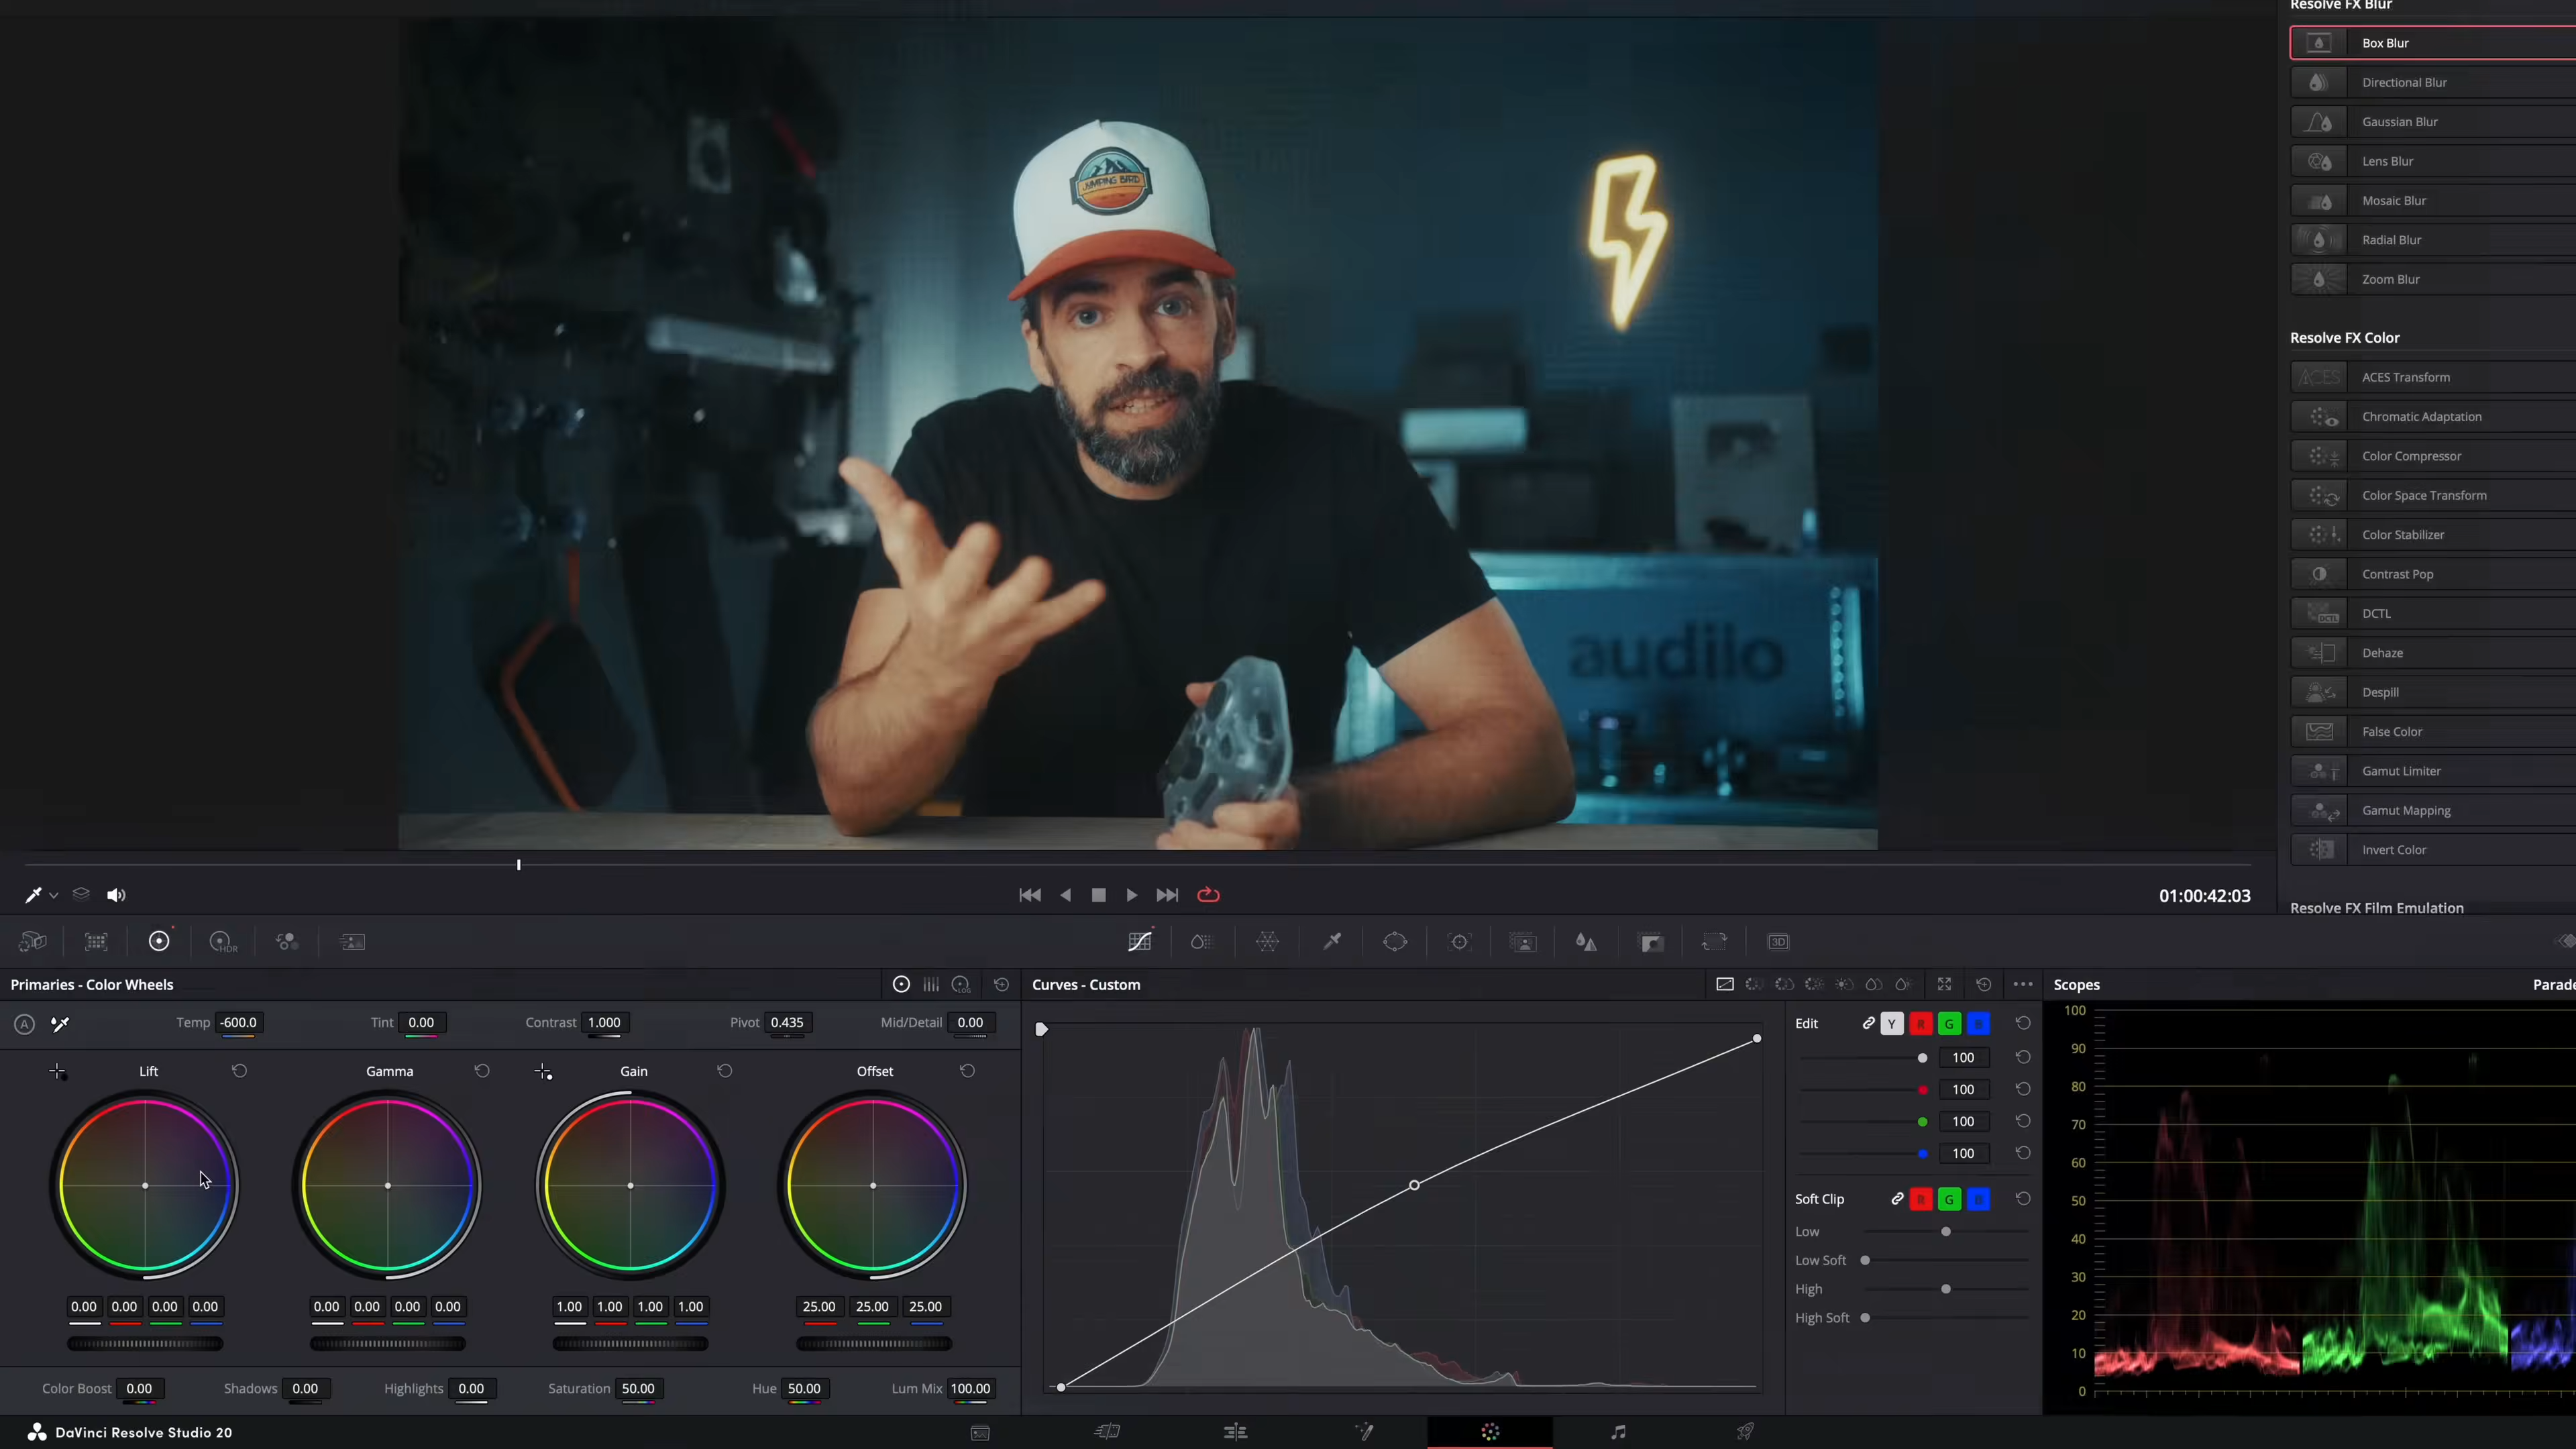 Resolve FX Blur
Box Blur
Directional Blur
Gaussian Blur
Lens Blur
Mosaic Blur
Radial Blur
Zoom Blur
Resolve FX Color
ACES
ACES Transform
Chromatic Adaptation
Color Compressor
Color Space Transform
Color Stabilizer
Contrast Pop
DCTL
DCTL
Dehaze
Despill
False Color
Gamut Limiter
Gamut Mapping
Invert Color
Resolve FX Film Emulation
JUMPING BIRD
audiio
01:00:42:03
HDR
3D
Primaries - Color Wheels
LOG
Curves - Custom
Scopes
Parade
A
Temp -600.0
Tint 0.00
Contrast 1.000
Pivot 0.435
Mid/Detail 0.00
Lift
Gamma
Gain
Offset
0.00 0.00 0.00 0.00
0.00 0.00 0.00 0.00
1.00 1.00 1.00 1.00
25.00 25.00 25.00
Color Boost 0.00
Shadows 0.00
Highlights 0.00
Saturation 50.00
Hue 50.00
Lum Mix 100.00
Edit Y R G B
100
100
100
100
Soft Clip R G B
Low
Low Soft
High
High Soft
100
90
80
70
60
50
40
30
20
10
0
DaVinci Resolve Studio 20